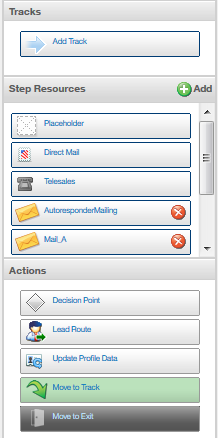 Tracks
Add Track
Step Resources
Add
Placeholder
Direct Mail
Telesales
AutoresponderMailing
Mail_A
Actions
Decision Point
Lead Route
Update Profile Data
Move to Track
Move to Exit